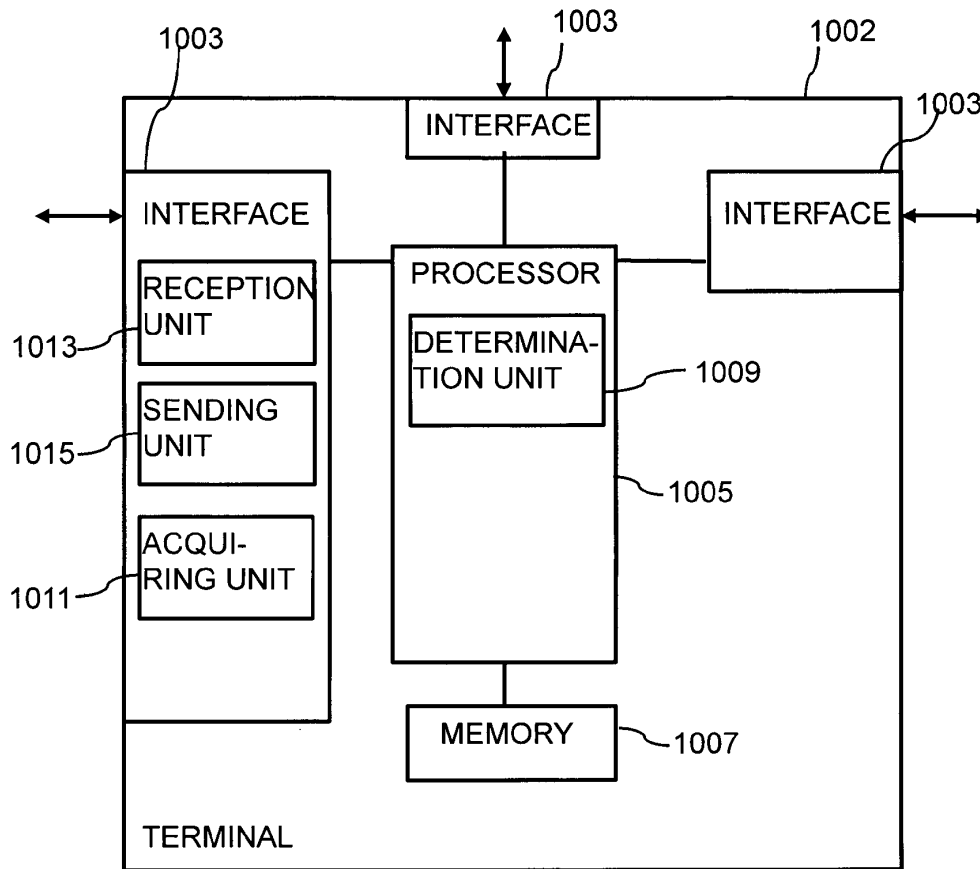 1003
1003
1002
1003
INTERFACE
INTERFACE
INTERFACE
PROCESSOR
RECEPTION
UNIT
1013
DETERMINA-
TION UNIT
1009
SENDING
UNIT
1015
1005
ACQUI-
RING UNIT
1011
MEMORY
1007
TERMINAL